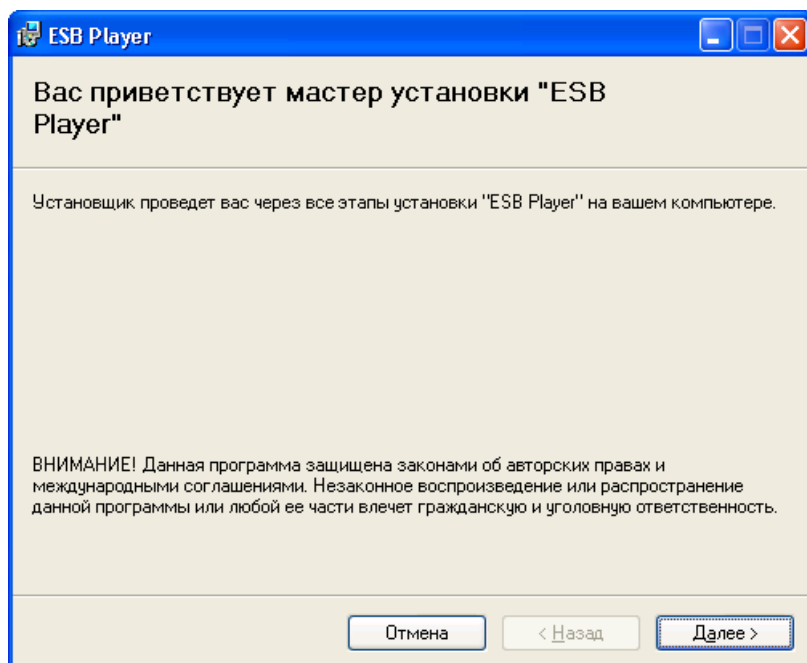 ESB Player
Вас приветствует мастер установки "ESB
Player"
Установщик проведет вас через все этапы установки "ESB Player" на вашем компьютере.
ВНИМАНИЕ! Данная программа защищена законами об авторских правах и
международными соглашениями. Незаконное воспроизведение или распространение
данной программы или любой ее части влечет гражданскую и уголовную ответственность.
Отмена
< Назад
Далее >